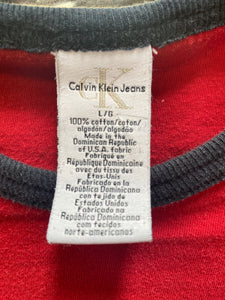 CK
Calvin Klein Jeans
L/G
100% cotton/coton/
algodón/algodão
Made in the
Dominican Republic
of U.S.A. fabric
Fabriqué en
République Dominicaine
avec du tissu des
Etas-Unis
Fabricado en la
República Dominicana
con tejido de
Estados Unidos
Fabricado na
República Dominicana
com tecidos
norte-americanos